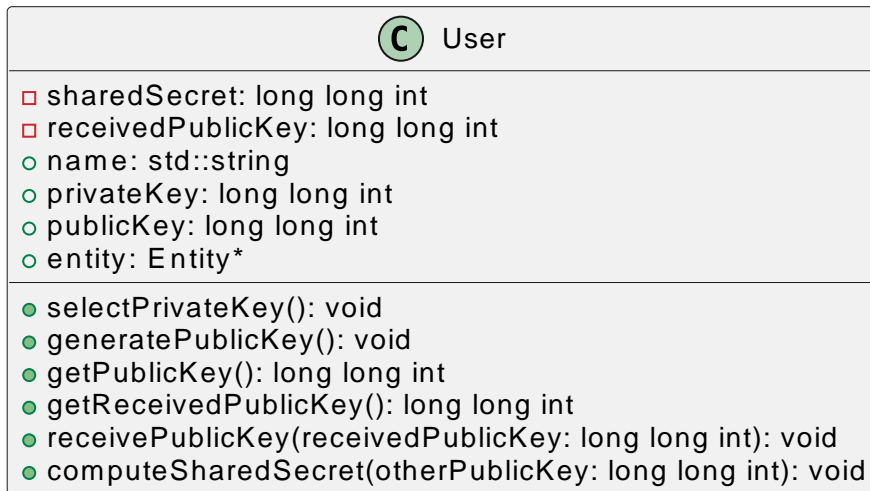 C User
sharedSecret: long long int
receivedPublicKey: long long int
name: std::string
privateKey: long long int
publicKey: long long int
entity: Entity*
selectPrivateKey(): void
generatePublicKey(): void
getPublicKey(): long long int
getReceivedPublicKey(): long long int
receivePublicKey(receivedPublicKey: long long int): void
computeSharedSecret(otherPublicKey: long long int): void